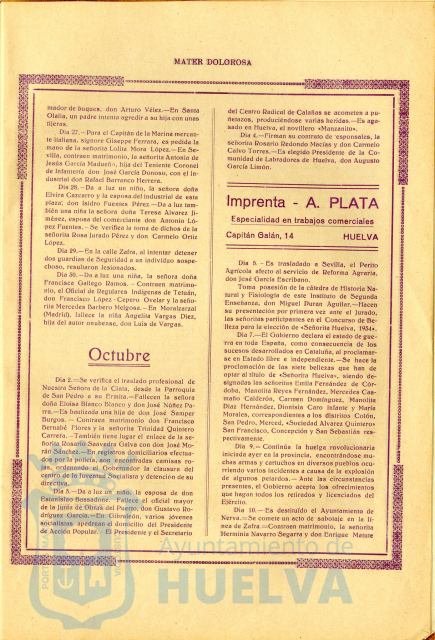 MATER DOLOROSA
mador de buques, don Arturo Vélez.—En Santa
Olalla, un padre intenta agredir a su hija con unas
tijeras.
Día 27.—Para el Capitán de la Marina mercan-
te italiana, signore Gisseppe Ferrara, es pedida la
mano de la señorita Lolita Mora López.—En Se-
villa, contraen matrimonio, la señorita Antonia de
Jesús García Madueño, hija del Teniente Coronel
de Infantería don José García Donoso, con el In-
dustrial don Rafael Barranco Herrera.
Día 28.—Da a luz un niño, la señora doña
Elvira Cazcarro y la esposa del industrial de esta
plaza, don Isidro Fuentes Pérez.—Da a luz tam-
bién una niña la señora doña Teresa Alvarez Ji-
ménez, esposa del comerciante don Antonio Ló-
pez Fuentes.—Se verifica la toma de dichos de la
señorita Rosa Jurado Pérez y don Carmelo Ortiz
López.
Día 29.—En la calle Zafra, al intentar detener
dos guardias de Seguridad a un individuo sospe-
choso, resultaron lesionados.
Día 30.—Da a luz una niña, la señora doña
Francisca Gallego Ramos.—Contraen matrimo-
nio, el Oficial de Regulares Indígenas de Tetuán,
don Francisco López Cepero Ovelar y la seño-
rita Mercedes Barbero Melgosa.—En Moralzarzal
(Madrid), fallece la niña Angelita Vargas Díez,
hija del autor onubense, don Luis de Vargas.
Octubre
Día 2.—Se verifica el traslado profesional de
Nuestra Señora de la Cinta, desde la Parroquia
de San Pedro a su Ermita.—Fallecen la señora
doña Eloísa Blanco Blanco y don José Núñez Pa-
rra.—Es bautizada una hija de don José Samper
Burgos.—Contraen matrimonio don Francisco
Bernabé Flores y la señorita Trinidad Quintero
Carrera.—También tiene lugar el enlace de la se-
ñorita Rosario Saavedra Galva con don José Mo-
rán Sánchez.—En registros domiciliarios efectua-
dos por la policía, son encontradas camisas ro-
jas, ordenando el Gobernador la clausura del
centro de la Juventud Socialista y detención de su
directiva.
Día 3.—Da a luz un niño, la esposa de don
Estanislao Bensadone.—Fallece el oficial mayor
de la Junta de Obras del Puerto, don Gustavo Ro-
dríguez García.—En Gibraleón, varios jóvenes
socialistas apedrean el domicilio del Presidente
de Acción Popular.—El Presidente y el Secretario
del Centro Radical de Calañas se acometen a pu-
ñetazos, produciéndose varias heridas.—Es aga-
sado en Huelva, el novillero «Manzanito».
Día 4.—Firman su contrato de esponsales, la
señorita Rosario Redondo Macías y don Carmelo
Calvo Torres.—Es elegido Presidente de la Co-
munidad de Labradores de Huelva, don Augusto
García Limón.
Imprenta - A. PLATA
Especialidad en trabajos comerciales
Capitán Galán, 14 HUELVA
Día 5.—Es trasladado a Sevilla, el Perito
Agrícola afecto al servicio de Reforma Agraria,
don José García Escribano.
Toma posesión de la cátedra de Historia Na-
tural y Fisiología de este Instituto de Segunda
Enseñanza, don Miguel Duran Aguilar.—Hacen
su presentación por primera vez ante el Jurado,
las señoritas participantes en el Concurso de Be-
lleza para la elección de «Señorita Huelva, 1934».
Día 7.—El Gobierno declara el estado de gue-
rra en toda España, como consecuencia de los
sucesos desarrollados en Cataluña, al proclamar-
se en Estado libre e independiente.—Se hace la
proclamación de las siete bellezas que han de
optar al título de «Señorita Huelva», siendo de-
signadas las señoritas Emilia Fernández de Cór-
doba, Manolita Reyes Fernández, Mercedes Ca-
maño Calderón, Carmen Domínguez, Manolita
Díaz Hernández, Dionisia Caro Infante y María
Morales, correspondientes a los distritos Colón,
San Pedro, Merced, «Sociedad Alvarez Quintero»
San Francisco, Concepción y San Sebastián res-
pectivamente.
Día 9.—Continúa la huelga revolucionaria
iniciada ayer en la provincia, encontrándose mu-
chas armas y cartuchos en diversos pueblos ocu-
rriendo varios incidentes a causa de la explosión
de algunos petardos.—Ante las circunstancias
presentes, el Gobierno acepta los ofrecimientos
que hagan todos los retirados y licenciados del
Ejército.
Día 10.—Es destituído el Ayuntamiento de
Nerva.—Se comete un acto de sabotaje en la lí-
nea de Zafra.—Contraen matrimonio, la señorita
Herminia Navarro Segarra y don Enrique
Ayuntamiento de
HUELVA